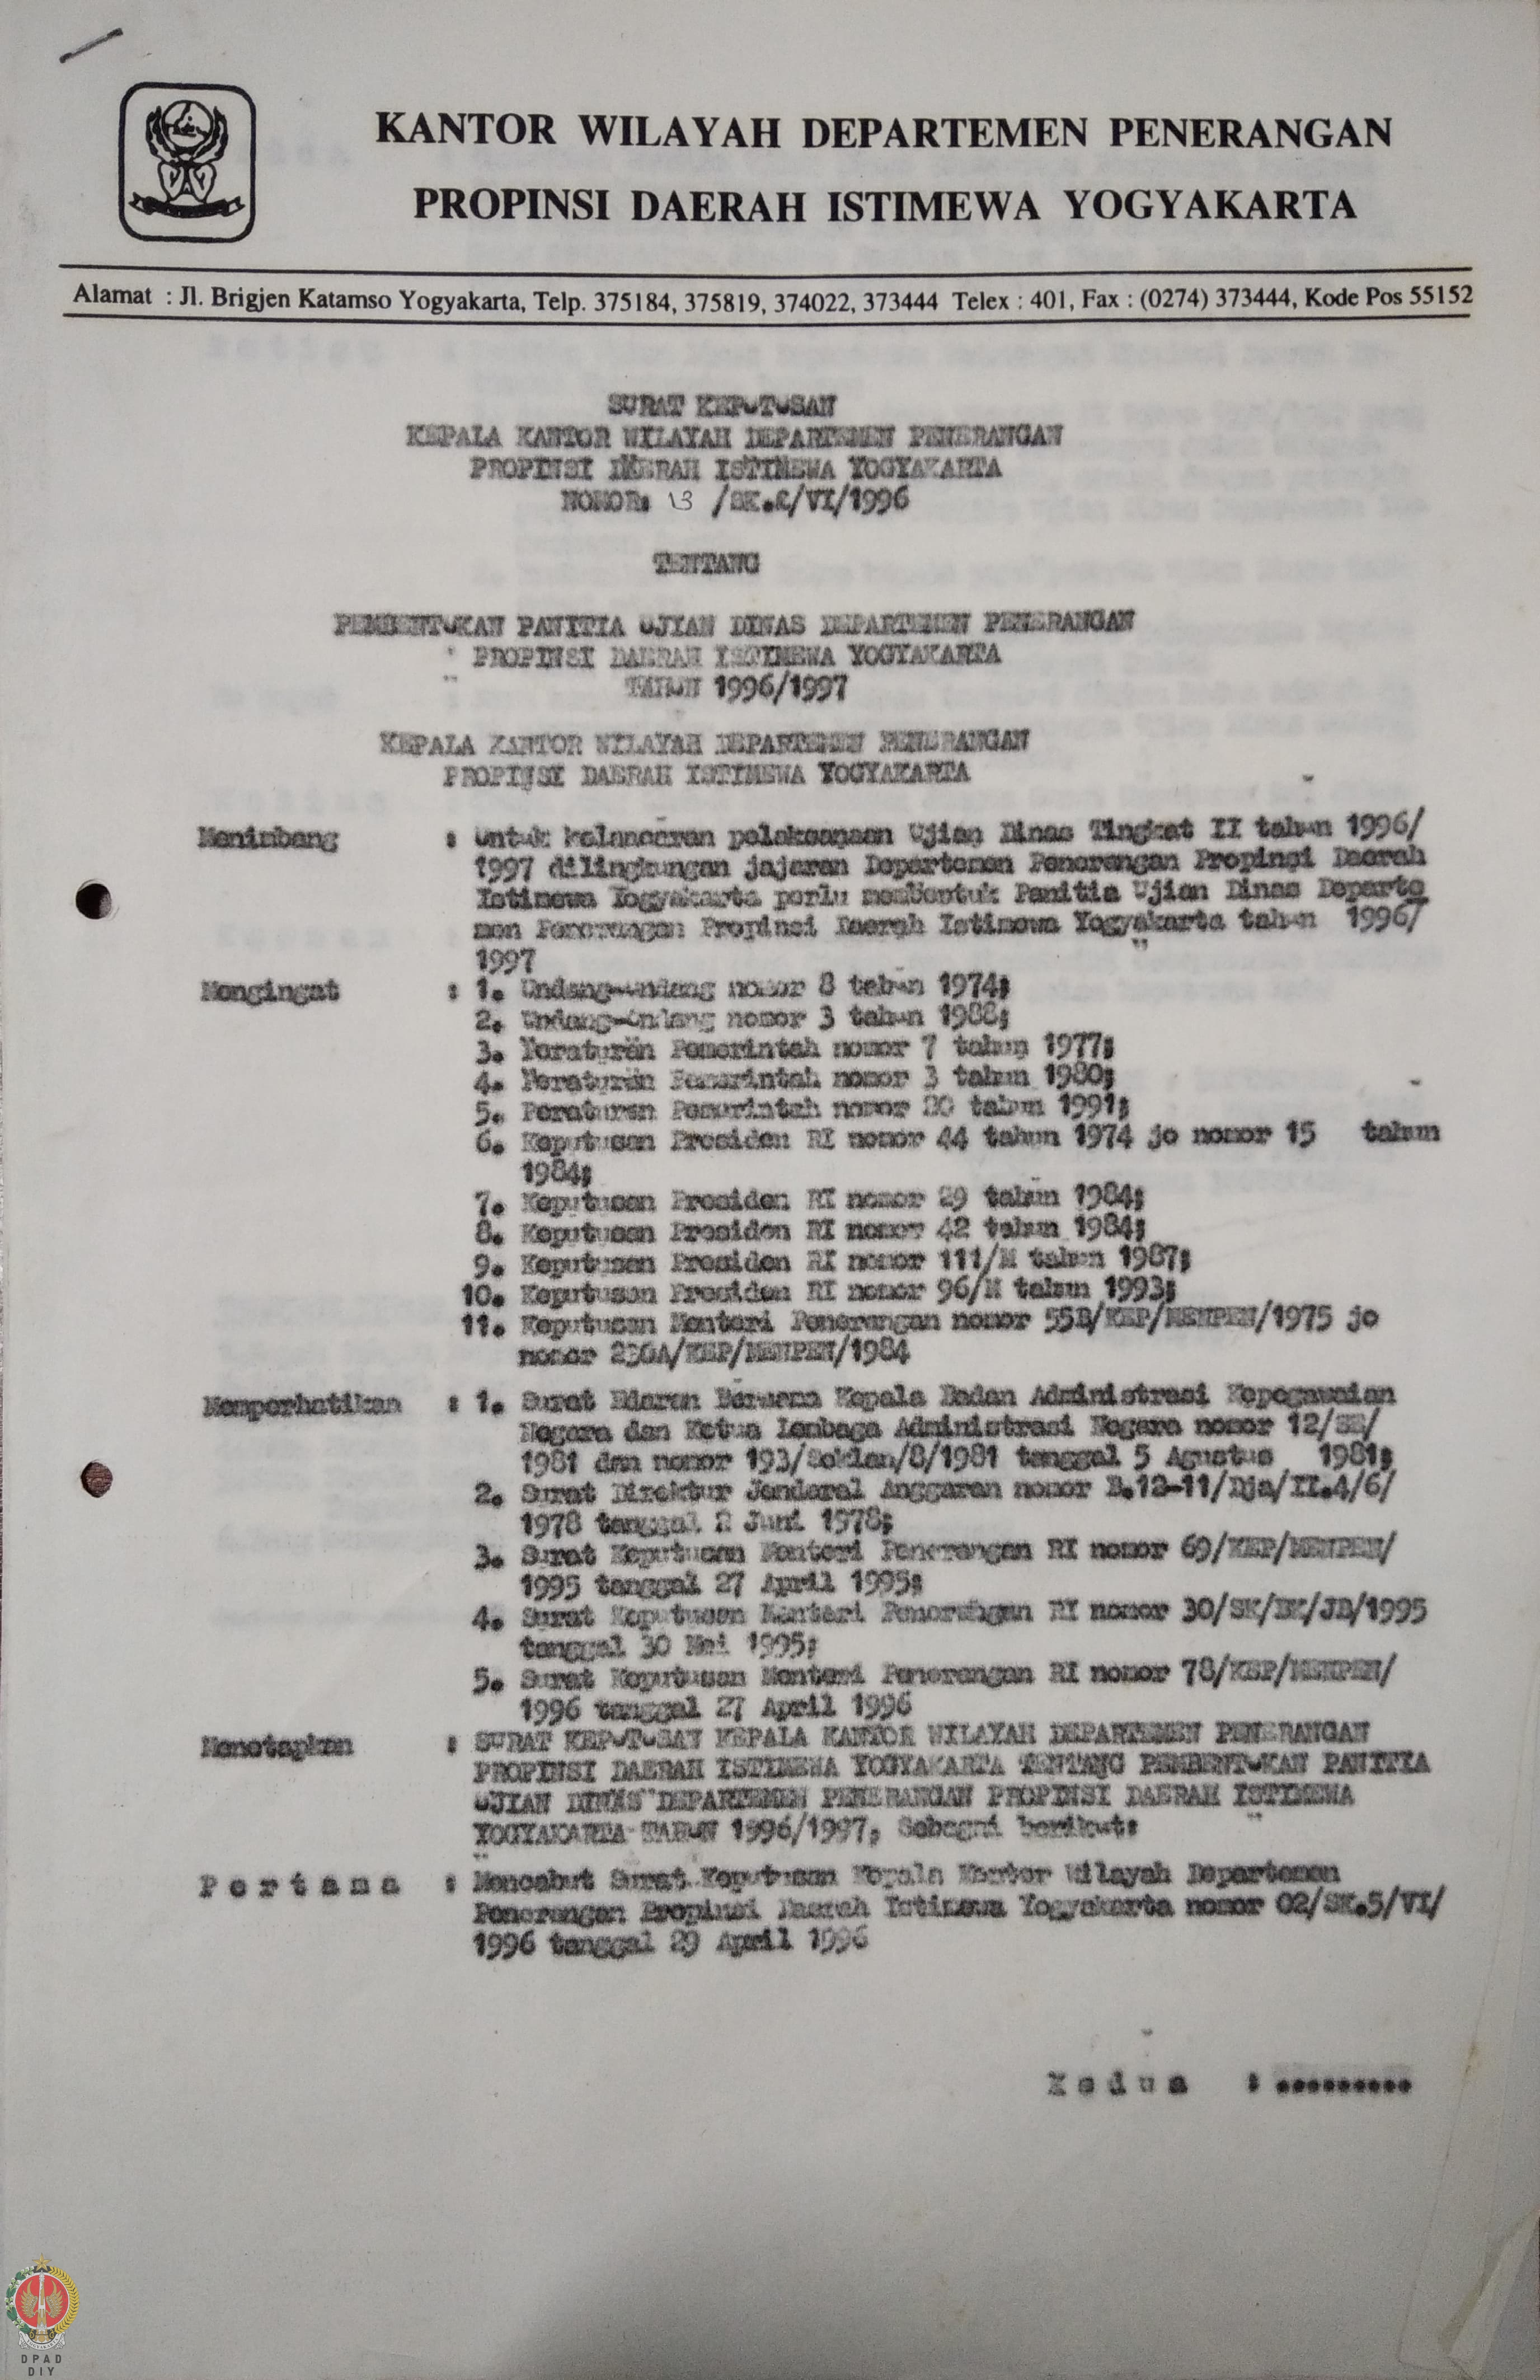 KANTOR WILAYAH DEPARTEMEN PENERANGAN
PROPINSI DAERAH ISTIMEWA YOGYAKARTA
Alamat : Jl. Brigjen Katamso Yogyakarta, Telp. 375184, 375819, 374022, 373444 Telex : 401, Fax : (0274) 373444, Kode Pos 55152
SURAT KEPUTUSAN
KEPALA KANTOR WILAYAH DEPARTEMEN PENERANGAN
PROPINSI DAERAH ISTIMEWA YOGYAKARTA
NOMOR: 13 /SK.2/VI/1996
TENTANG
PEMBENTUKAN PANITIA UJIAN DINAS DEPARTEMEN PENERANGAN
PROPINSI DAERAH ISTIMEWA YOGYAKARTA
TAHUN 1996/1997
KEPALA KANTOR WILAYAH DEPARTEMEN PENERANGAN
PROPINSI DAERAH ISTIMEWA YOGYAKARTA
Menimbang : Untuk kelancaran pelaksanaan Ujian Dinas Tingkat II tahun 1996/
1997 dilingkungan jajaran Departemen Penerangan Propinsi Daerah
Istimewa Yogyakarta perlu membentuk Panitia Ujian Dinas Departe
men Penerangan Propinsi Daerah Istimewa Yogyakarta tahun 1996/
1997
Mengingat : 1. Undang-undang nomor 8 tahun 1974;
2. Undang-Undang nomor 3 tahun 1988;
3. Peraturan Pemerintah nomor 7 tahun 1977;
4. Peraturan Pemerintah nomor 3 tahun 1980;
5. Peraturan Pemerintah nomor 20 tahun 1991;
6. Keputusan Presiden RI nomor 44 tahun 1974 jo nomor 15 tahun
1984;
7. Keputusan Presiden RI nomor 29 tahun 1984;
8. Keputusan Presiden RI nomor 42 tahun 1984;
9. Keputusan Presiden RI nomor 111/M tahun 1987;
10. Keputusan Presiden RI nomor 96/M tahun 1993;
11. Keputusan Menteri Penerangan nomor 55B/KEP/MENPEN/1975 jo
nomor 230A/KEP/MENPEN/1984
Memperhatikan : 1. Surat Edaran Bersama Kepala Badan Administrasi Kepegawaian
Negara dan Ketua Lembaga Administrasi Negara nomor 12/SE/
1981 dan nomor 193/Seklan/8/1981 tanggal 5 Agustus 1981;
2. Surat Direktur Jenderal Anggaran nomor B.12-11/Dja/II.4/6/
1978 tanggal 2 Juni 1978;
3. Surat Keputusan Menteri Penerangan RI nomor 69/KEP/MENPEN/
1995 tanggal 27 April 1995;
4. Surat Keputusan Menteri Penerangan RI nomor 30/SK/DK/JB/1995
tanggal 30 Mei 1995;
5. Surat Keputusan Menteri Penerangan RI nomor 78/KEP/MENPEN/
1996 tanggal 27 April 1996
Menetapkan : SURAT KEPUTUSAN KEPALA KANTOR WILAYAH DEPARTEMEN PENERANGAN
PROPINSI DAERAH ISTIMEWA YOGYAKARTA TENTANG PEMBENTUKAN PANITIA
UJIAN DINAS DEPARTEMEN PENERANGAN PROPINSI DAERAH ISTIMEWA
YOGYAKARTA TAHUN 1996/1997, Sebagai berikut:
P e r t a m a : Mencabut Surat Keputusan Kepala Kantor Wilayah Departemen
Penerangan Propinsi Daerah Istimewa Yogyakarta nomor 02/SK.5/VI/
1996 tanggal 29 April 1996
K e d u a : .........
DPAD
DIY